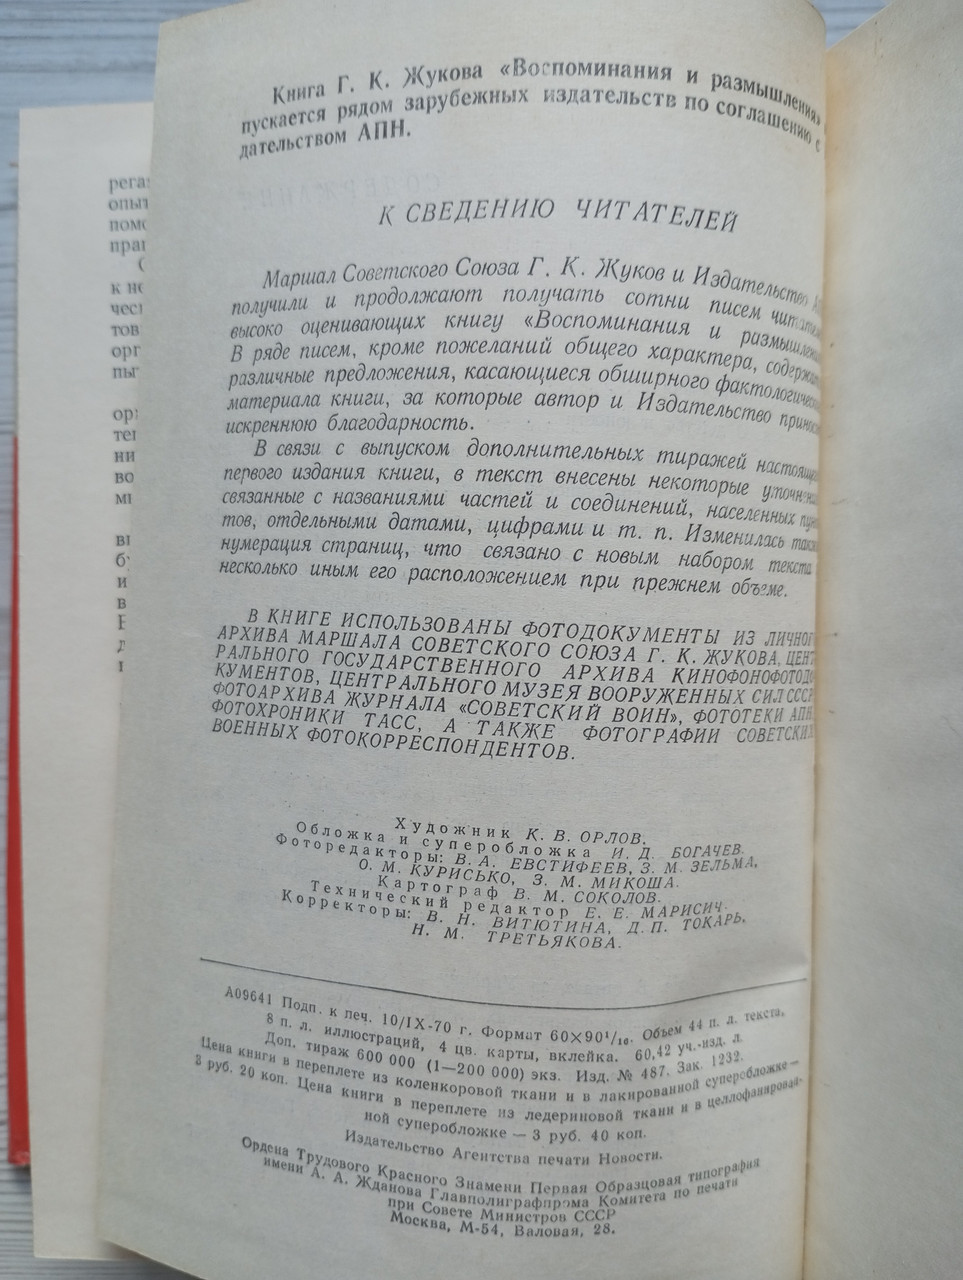 Книга Г. К. Жукова «Воспоминания и размышления»
пускается рядом зарубежных издательств по соглашению с
дательством АПН.
К СВЕДЕНИЮ ЧИТАТЕЛЕЙ
Маршал Советского Союза Г. К. Жуков и Издательство
получили и продолжают получать сотни писем
высоко оценивающих книгу «Воспоминания и
В ряде писем, кроме пожеланий общего характера,
различные предложения, касающиеся обширного
материала книги, за которые автор и Издательство
искреннюю благодарность.
В связи с выпуском дополнительных тиражей
первого издания книги, в текст внесены некоторые
связанные с названиями частей и соединений, населенных
тов, отдельными датами, цифрами и т. п. Изменилась
нумерация страниц, что связано с новым набором текста
несколько иным его расположением при прежнем объеме.
В КНИГЕ ИСПОЛЬЗОВАНЫ ФОТОДОКУМЕНТЫ ИЗ ЛИЧНОГО
АРХИВА МАРШАЛА СОВЕТСКОГО СОЮЗА Г. К. ЖУКОВА, ЦЕНТ
РАЛЬНОГО ГОСУДАРСТВЕННОГО АРХИВА КИНОФОНОФОТОДО
КУМЕНТОВ, ЦЕНТРАЛЬНОГО МУЗЕЯ ВООРУЖЕННЫХ СИЛ СССР,
ФОТОАРХИВА ЖУРНАЛА «СОВЕТСКИЙ ВОИН», ФОТОТЕКИ АПН,
ФОТОХРОНИКИ ТАСС, А ТАКЖЕ ФОТОГРАФИИ СОВЕТСКИХ
ВОЕННЫХ ФОТОКОРРЕСПОНДЕНТОВ.
Художник К. В. ОРЛОВ.
Обложка и суперобложка И. Д. БОГАЧЕВ.
Фоторедакторы: В. А. ЕВСТИФЕЕВ, З. М. ЗЕЛЬМА,
О. М. КУРИСЬКО, З. М. МИКОША.
Картограф В. М. СОКОЛОВ.
Технический редактор Е. Е. МАРИСИЧ.
Корректоры: В. Н. ВИТЮТИНА, Д. П. ТОКАРЬ,
Н. М. ТРЕТЬЯКОВА.
А09641 Подп. к печ. 10/IX-70 г. Формат 60×90¹/₁₆. Объем 44 п. л. текста,
8 п. л. иллюстраций, 4 цв. карты, вклейка. 60,42 уч.-изд. л.
Доп. тираж 600 000 (1—200 000) экз. Изд. № 487. Зак. 1232.
Цена книги в переплете из коленкоровой ткани и в лакированной суперобложке—
3 руб. 20 коп. Цена книги в переплете из ледериновой ткани и в целлофанирован-
ной суперобложке — 3 руб. 40 коп.
Издательство Агентства печати Новости.
Ордена Трудового Красного Знамени Первая Образцовая типография
имени А. А. Жданова Главполиграфпрома Комитета по печати
при Совете Министров СССР
Москва, М-54, Валовая, 28.